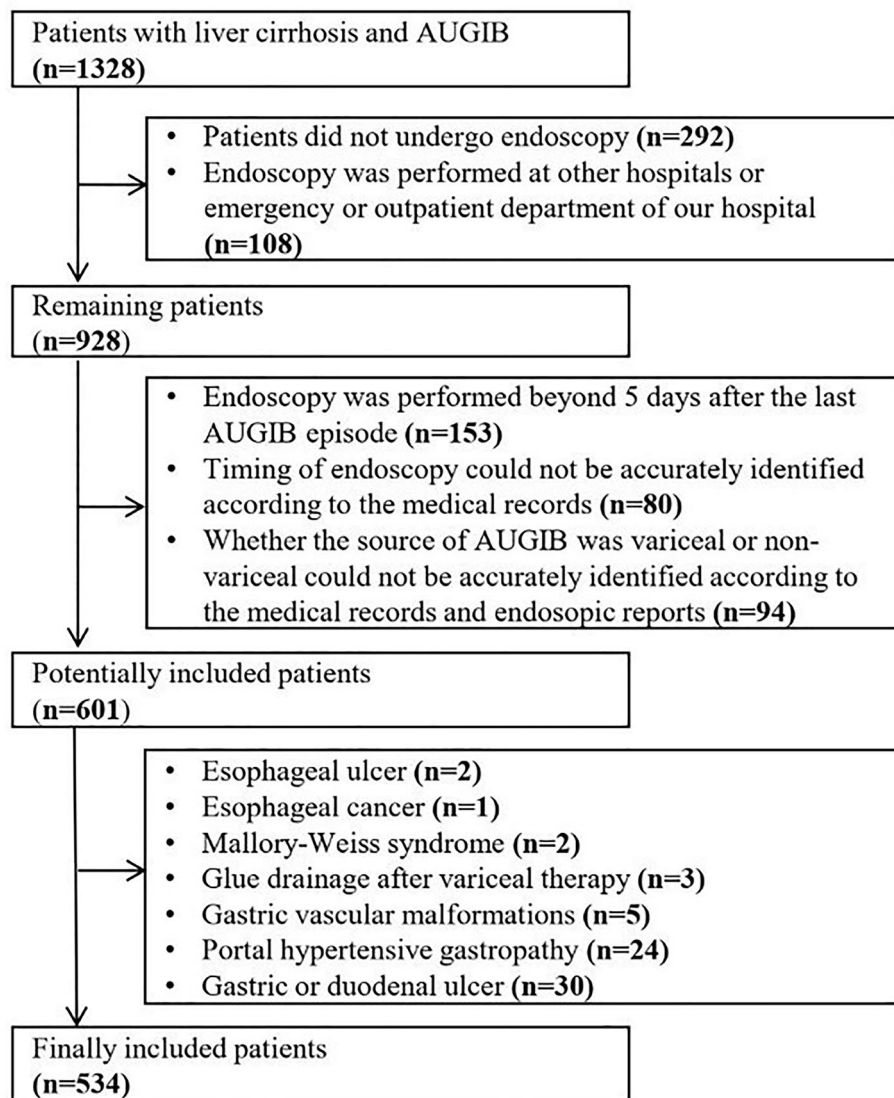 Patients with liver cirrhosis and AUGIB
(n=1328)
• Patients did not undergo endoscopy (n=292)
• Endoscopy was performed at other hospitals or
emergency or outpatient department of our hospital
(n=108)
Remaining patients
(n=928)
• Endoscopy was performed beyond 5 days after the last
AUGIB episode (n=153)
• Timing of endoscopy could not be accurately identified
according to the medical records (n=80)
• Whether the source of AUGIB was variceal or non-
variceal could not be accurately identified according to
the medical records and endosopic reports (n=94)
Potentially included patients
(n=601)
• Esophageal ulcer (n=2)
• Esophageal cancer (n=1)
• Mallory-Weiss syndrome (n=2)
• Glue drainage after variceal therapy (n=3)
• Gastric vascular malformations (n=5)
• Portal hypertensive gastropathy (n=24)
• Gastric or duodenal ulcer (n=30)
Finally included patients
(n=534)